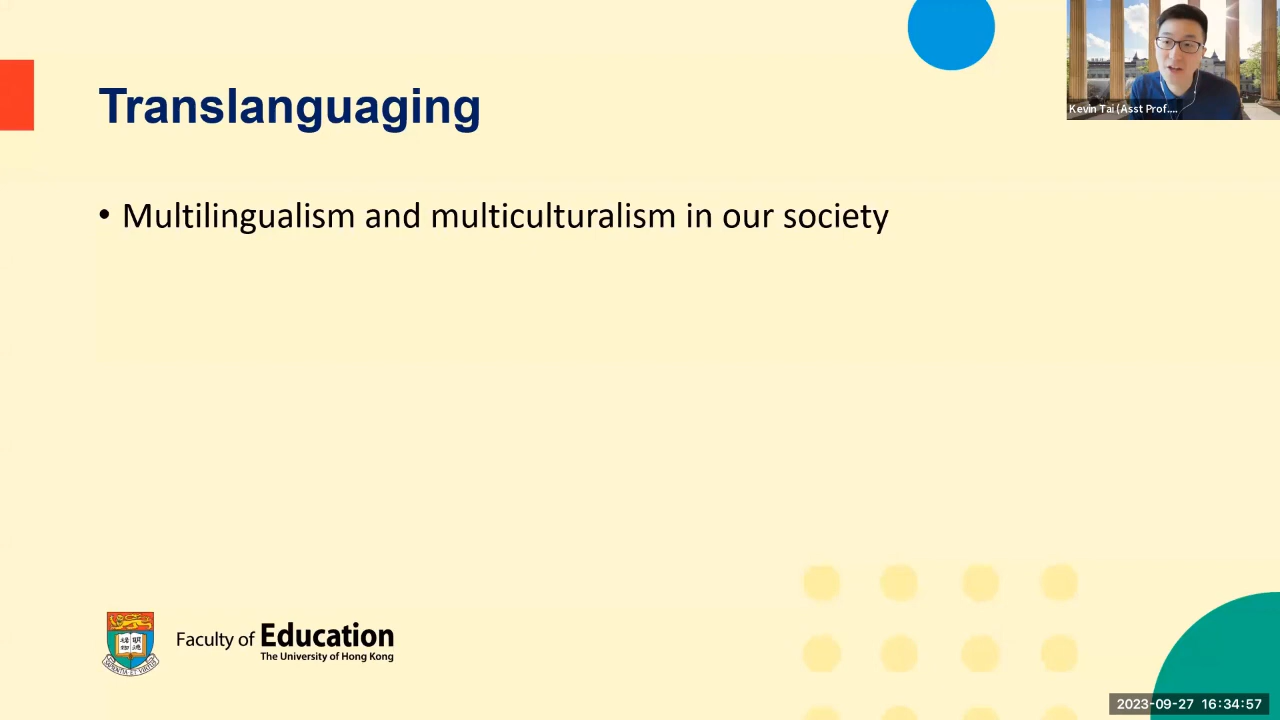 Translanguaging
Kevin Tai (Asst Prof....
• Multilingualism and multiculturalism in our society
Faculty of Education
The University of Hong Kong
2023-09-27 16:34:57